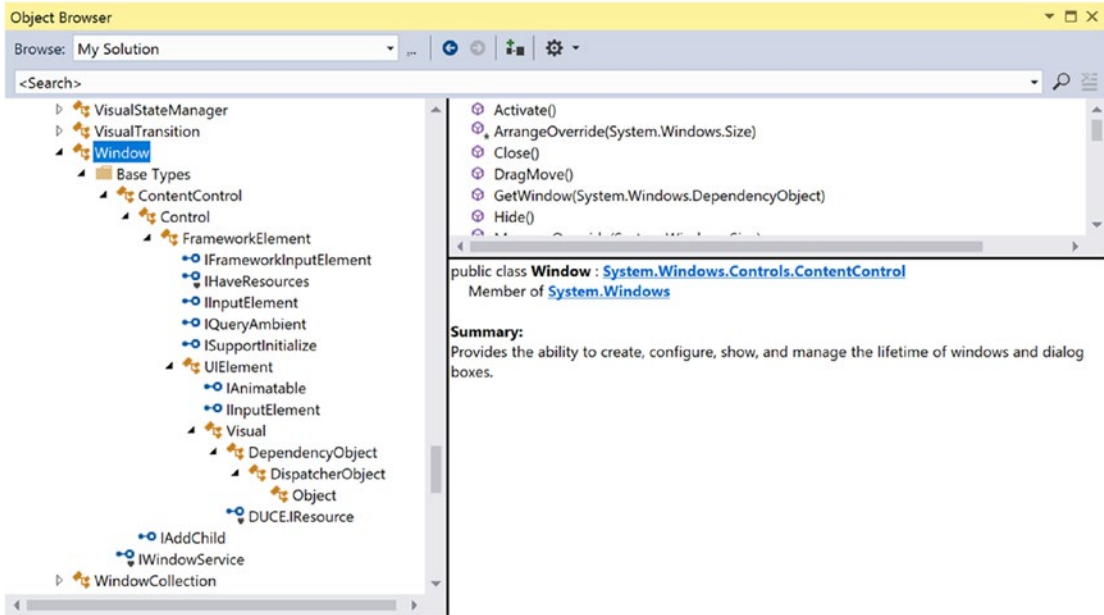 Object Browser
Browse: My Solution
...
<Search>
VisualStateManager
VisualTransition
Window
Base Types
ContentControl
Control
FrameworkElement
IFrameworkInputElement
IHaveResources
IInputElement
IQueryAmbient
ISupportInitialize
UIElement
IAnimatable
IInputElement
Visual
DependencyObject
DispatcherObject
Object
DUCE.IResource
IAddChild
IWindowService
WindowCollection
Activate()
ArrangeOverride(System.Windows.Size)
Close()
DragMove()
GetWindow(System.Windows.DependencyObject)
Hide()
public class Window : System.Windows.Controls.ContentControl
Member of System.Windows
Summary:
Provides the ability to create, configure, show, and manage the lifetime of windows and dialog
boxes.